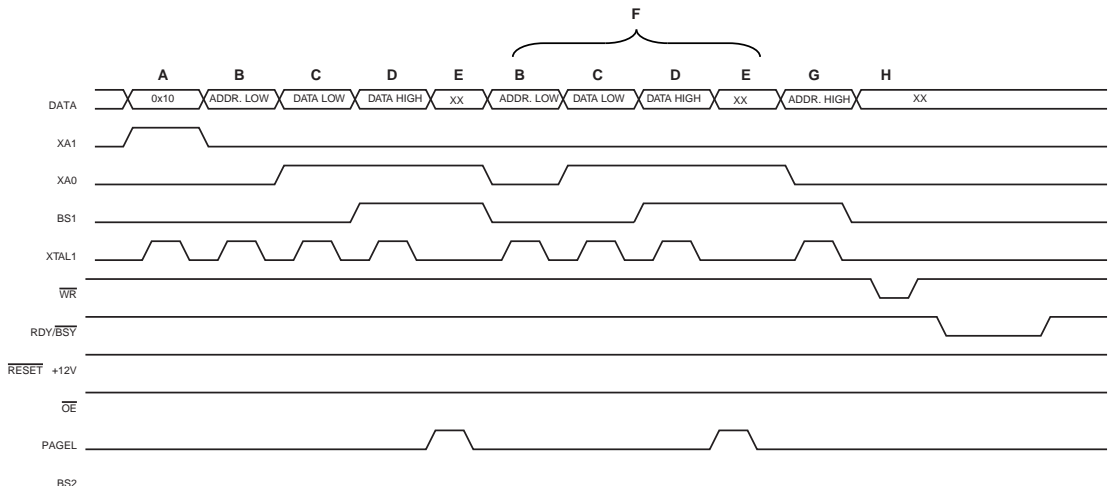 F
A B C D E B C D E G H
DATA 0x10 ADDR. LOW DATA LOW DATA HIGH XX ADDR. LOW DATA LOW DATA HIGH XX ADDR. HIGH XX
XA1
XA0
BS1
XTAL1
WR
RDY/BSY
RESET +12V
OE
PAGEL
BS2